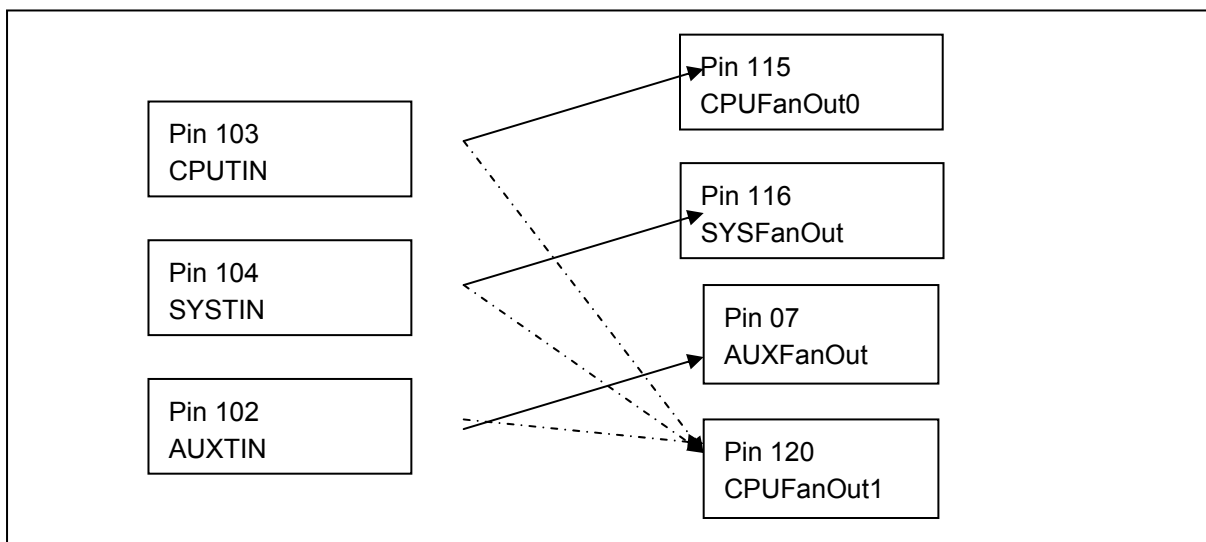 Pin 103
CPUTIN
Pin 104
SYSTIN
Pin 102
AUXTIN
Pin 115
CPUFanOut0
Pin 116
SYSFanOut
Pin 07
AUXFanOut
Pin 120
CPUFanOut1